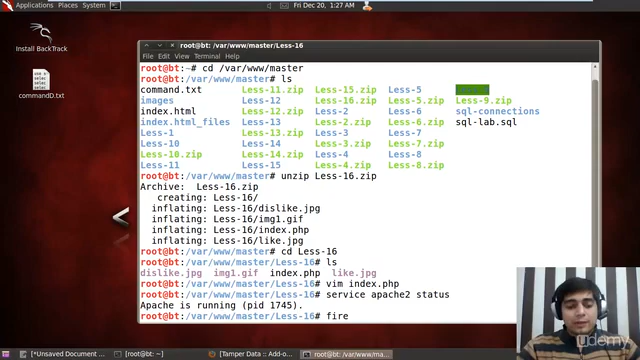 Applications Places System
Fri Dec 20, 1:27 AM
root@bt: /var/www/master/Less-16
File Edit View Terminal Help
Install BackTrack
commandD.txt
root@bt:~# cd /var/www/master
root@bt:/var/www/master# ls
command.txt Less-11.zip Less-15.zip Less-5
images Less-12 Less-16.zip Less-5.zip Less-9.zip
index.html Less-12.zip Less-2 Less-6 sql-connections
index.html_files Less-13 Less-2.zip Less-6.zip sql-lab.sql
Less-1 Less-13.zip Less-3 Less-7
Less-10 Less-14 Less-3.zip Less-7.zip
Less-10.zip Less-14.zip Less-4 Less-8
Less-11 Less-15 Less-4.zip Less-8.zip
root@bt:/var/www/master# unzip Less-16.zip
Archive: Less-16.zip
creating: Less-16/
inflating: Less-16/dislike.jpg
inflating: Less-16/img1.gif
inflating: Less-16/index.php
inflating: Less-16/like.jpg
root@bt:/var/www/master# cd Less-16
root@bt:/var/www/master/Less-16# ls
dislike.jpg img1.gif index.php like.jpg
root@bt:/var/www/master/Less-16# vim index.php
root@bt:/var/www/master/Less-16# service apache2 status
Apache is running (pid 1745).
root@bt:/var/www/master/Less-16# fire
udemy
*Unsaved Document ...
root@bt: ~
[Tamper Data :: Add-o...
root@bt: /var/www/ma...